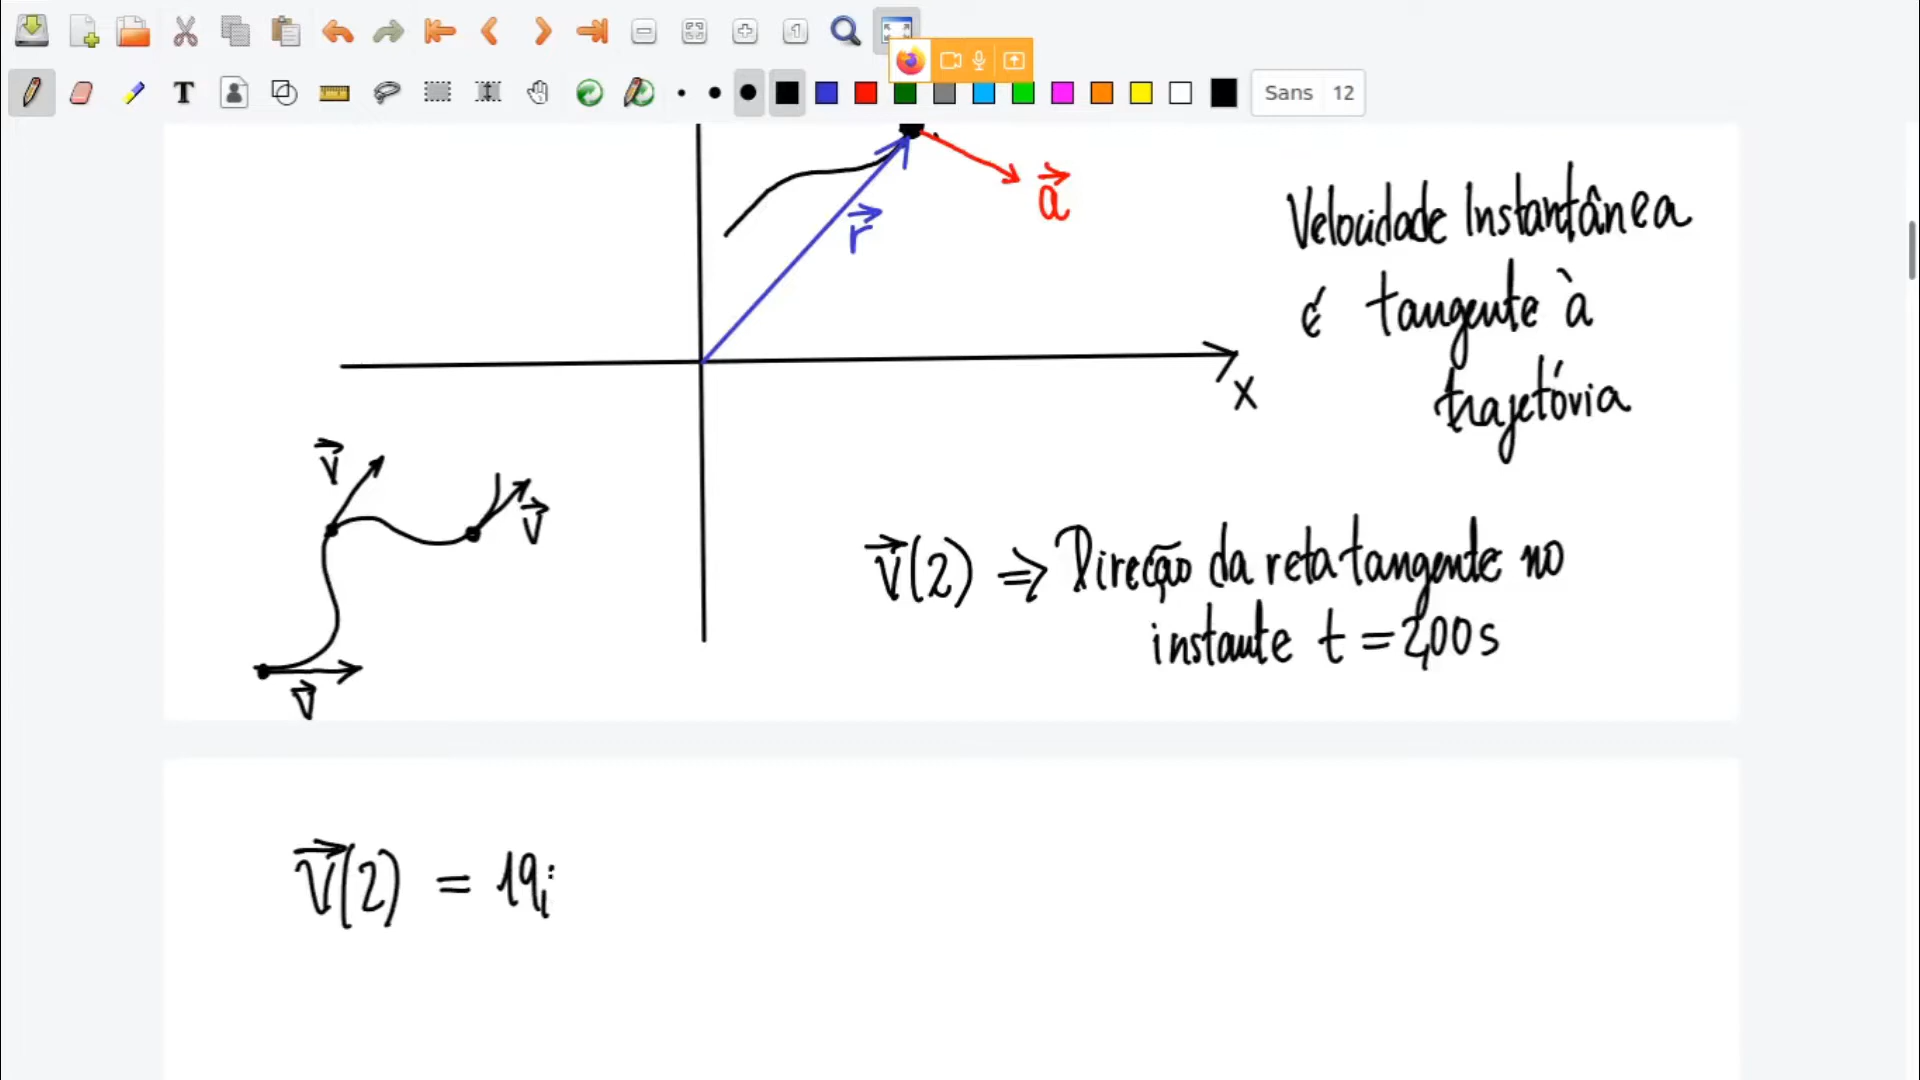 Sans 12
a⃗
r⃗
Velocidade Instantânea
é tangente à
trajetória
x
v⃗
v⃗
v⃗
v⃗(2) ⇒ Direção da reta tangente no
instante t = 2,00 s
v⃗(2) = 19i